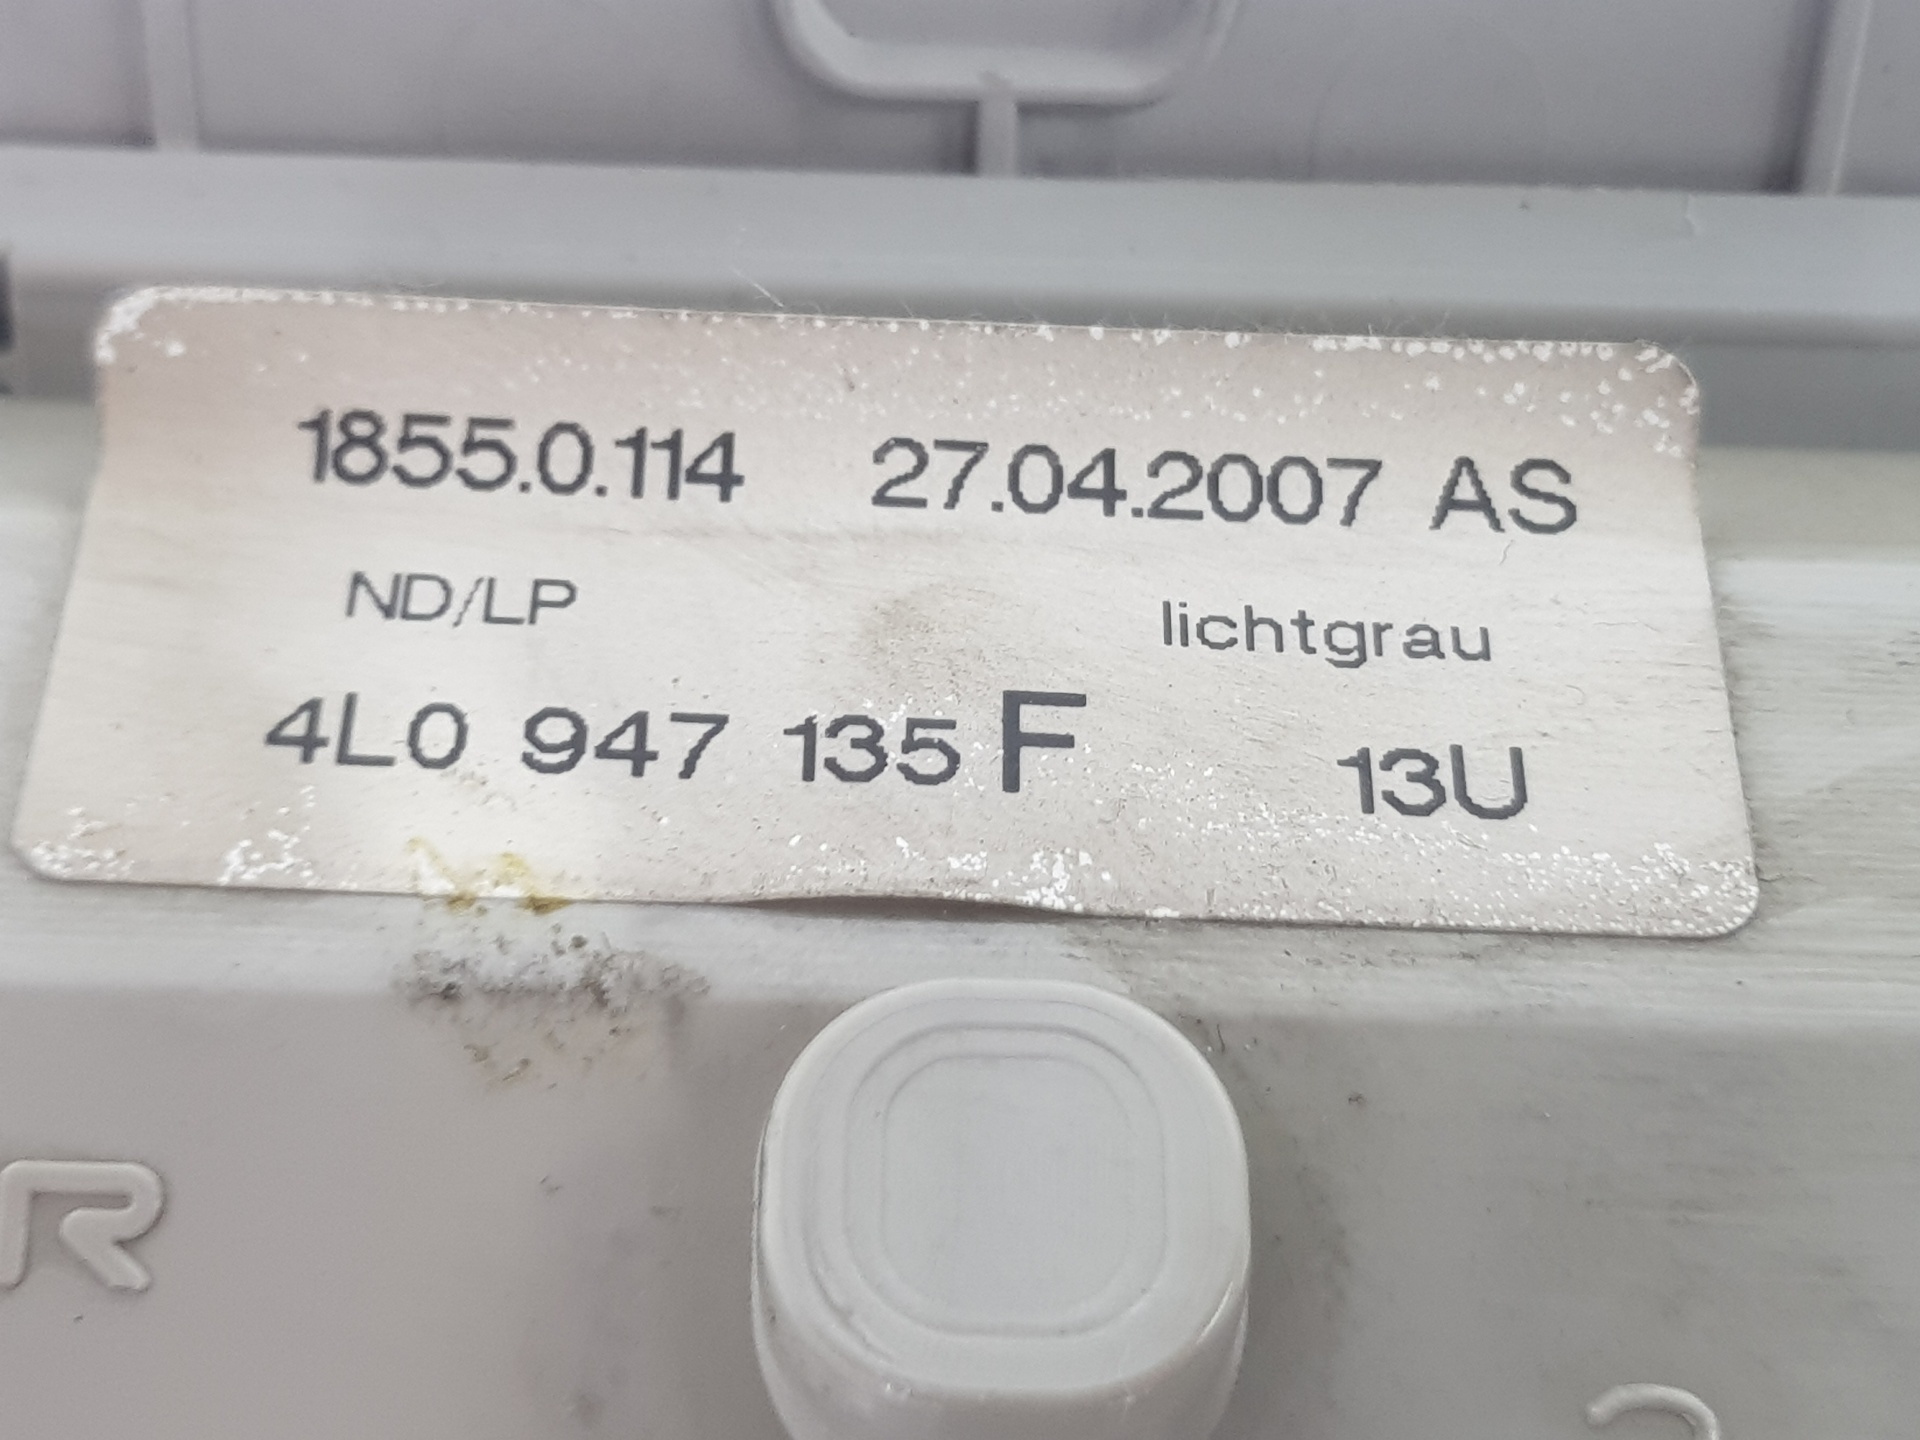 1855.0.114 27.04.2007 AS
ND/LP lichtgrau
4L0 947 135 F 13U
R